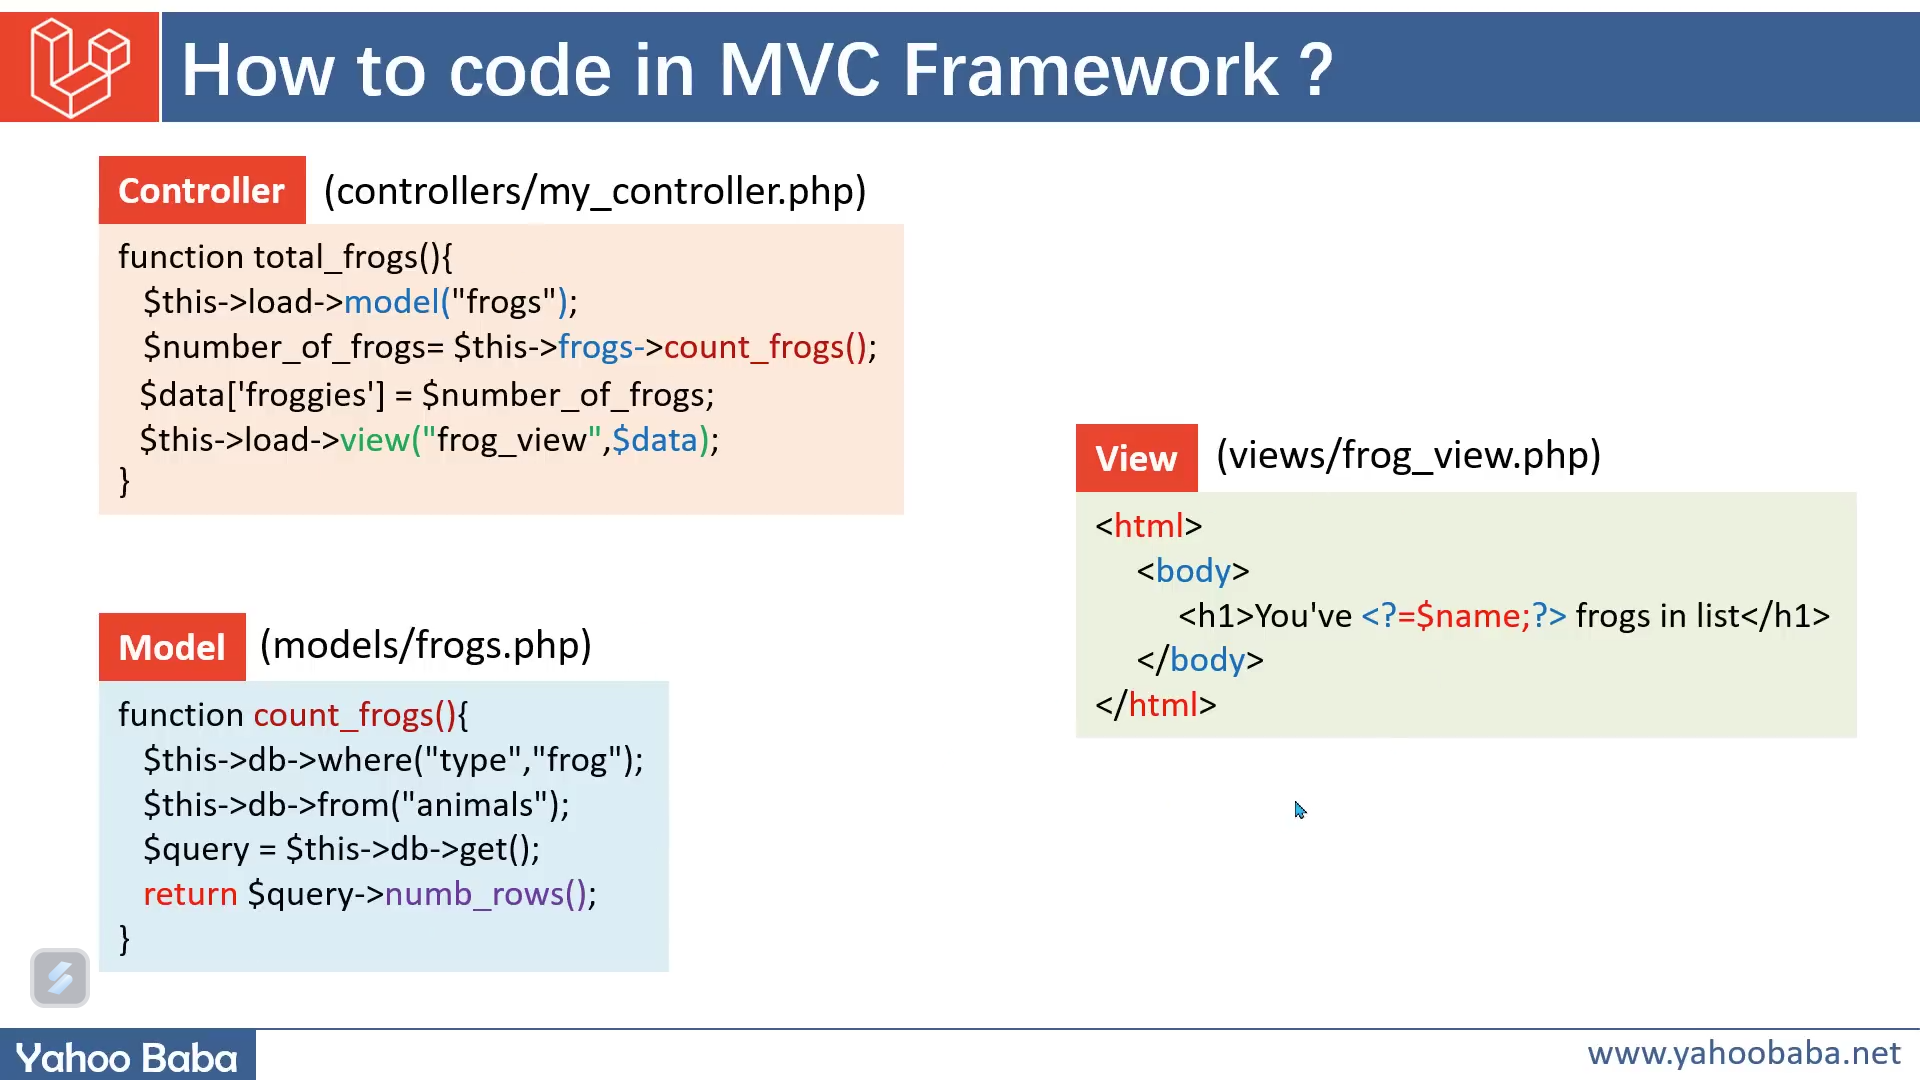 How to code in MVC Framework ?
Controller (controllers/my_controller.php)
function total_frogs(){
$this->load->model("frogs");
$number_of_frogs= $this->frogs->count_frogs();
$data['froggies'] = $number_of_frogs;
$this->load->view("frog_view",$data);
}
Model (models/frogs.php)
function count_frogs(){
$this->db->where("type","frog");
$this->db->from("animals");
$query = $this->db->get();
return $query->numb_rows();
}
View (views/frog_view.php)
<html>
<body>
<h1>You've <?=$name;?> frogs in list</h1>
</body>
</html>
Yahoo Baba
www.yahoobaba.net